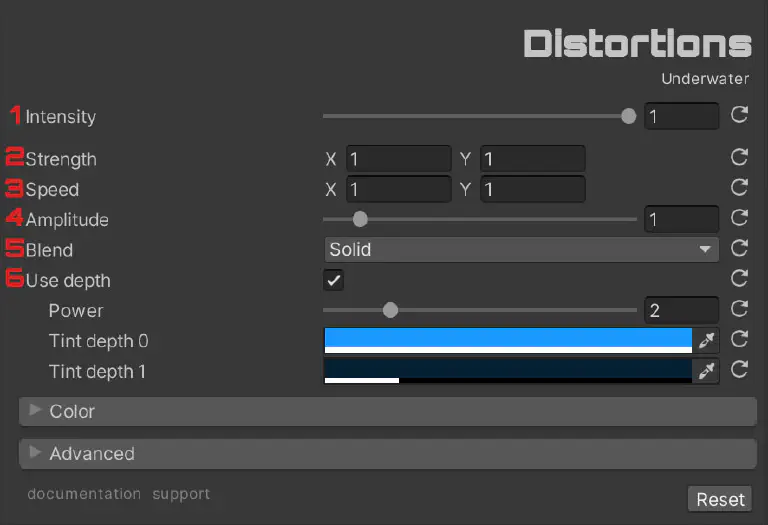 Distortions
Underwater
1 Intensity 1
2 Strength X 1 Y 1
3 Speed X 1 Y 1
4 Amplitude 1
5 Blend Solid
6 Use depth
Power 2
Tint depth 0
Tint depth 1
Color
Advanced
documentation support
Reset